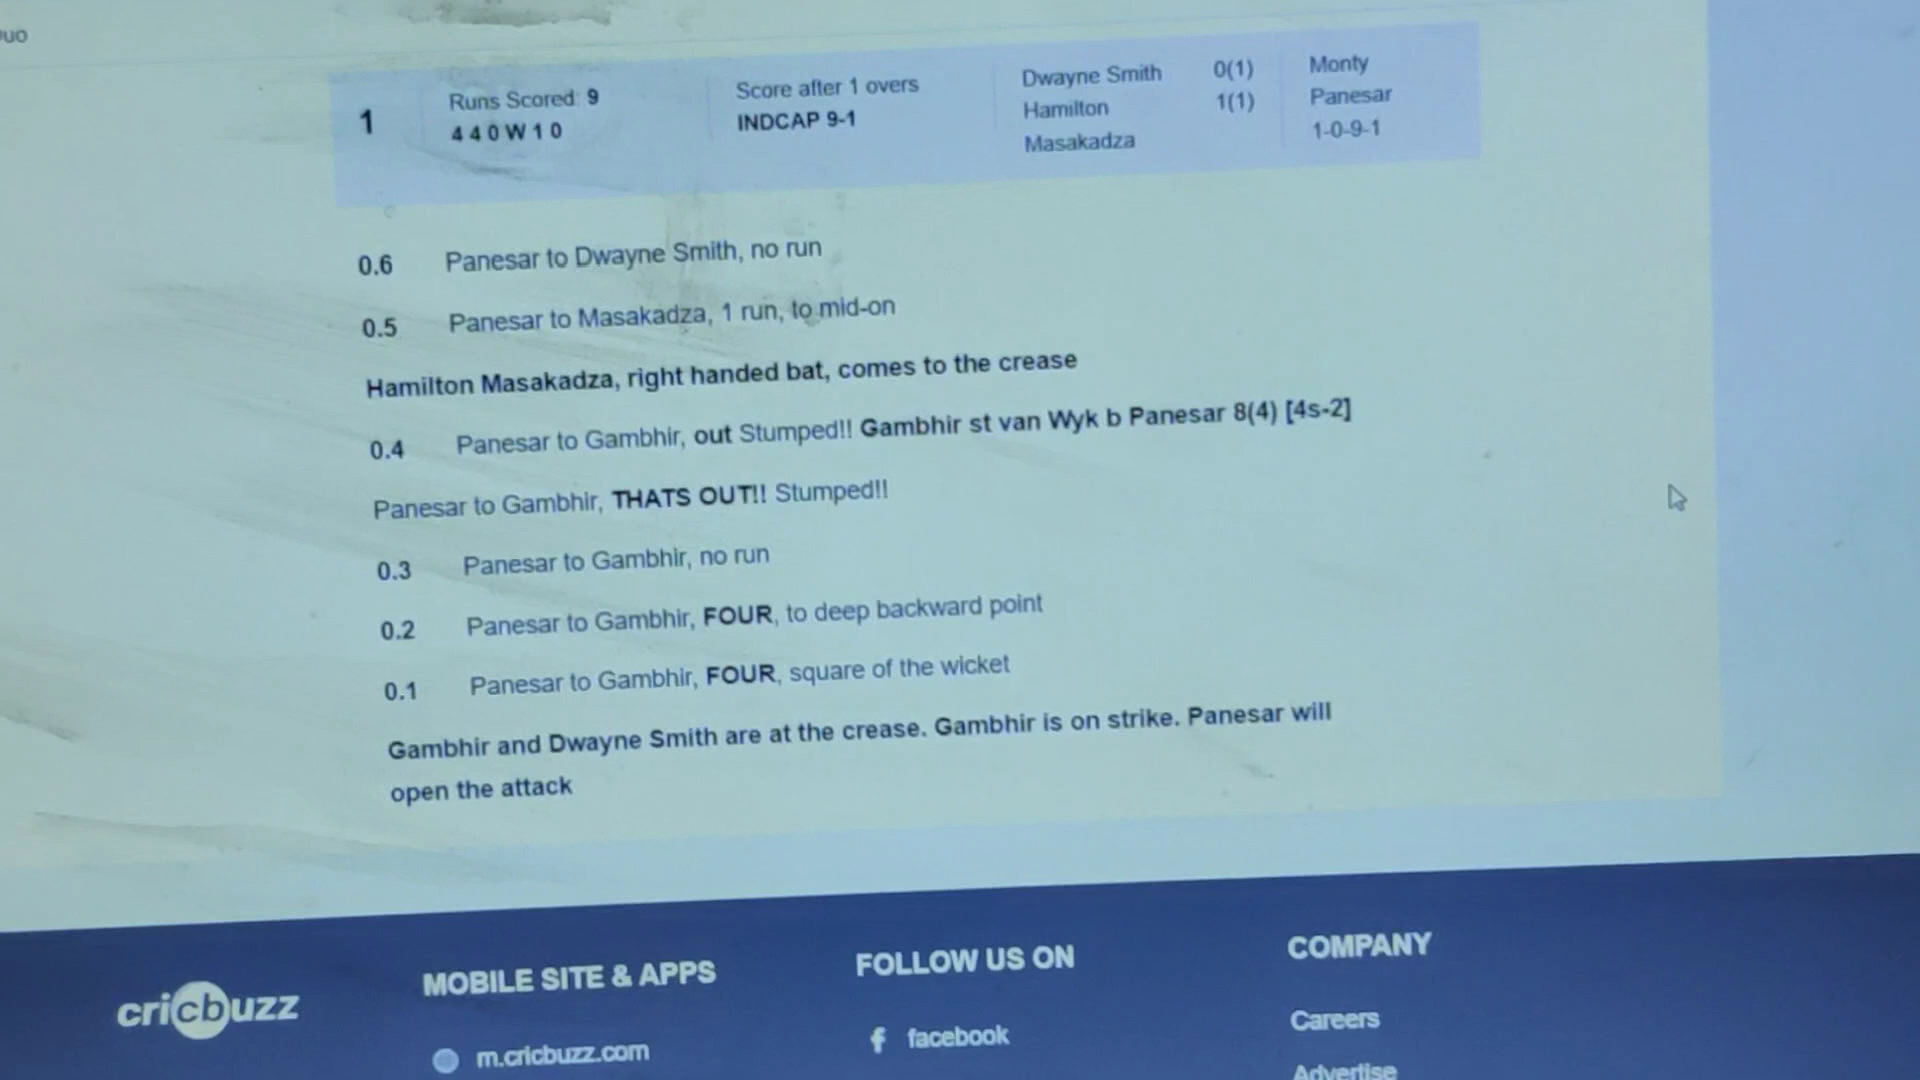 1
Runs Scored: 9
4 4 0 W 1 0
Score after 1 overs
INDCAP 9-1
Dwayne Smith 0(1)
Hamilton 1(1)
Masakadza
Monty
Panesar
1-0-9-1
0.6 Panesar to Dwayne Smith, no run
0.5 Panesar to Masakadza, 1 run, to mid-on
Hamilton Masakadza, right handed bat, comes to the crease
0.4 Panesar to Gambhir, out Stumped!! Gambhir st van Wyk b Panesar 8(4) [4s-2]
Panesar to Gambhir, THATS OUT!! Stumped!!
0.3 Panesar to Gambhir, no run
0.2 Panesar to Gambhir, FOUR, to deep backward point
0.1 Panesar to Gambhir, FOUR, square of the wicket
Gambhir and Dwayne Smith are at the crease. Gambhir is on strike. Panesar will
open the attack
cricbuzz
MOBILE SITE & APPS
m.cricbuzz.com
FOLLOW US ON
facebook
COMPANY
Careers
Advertise